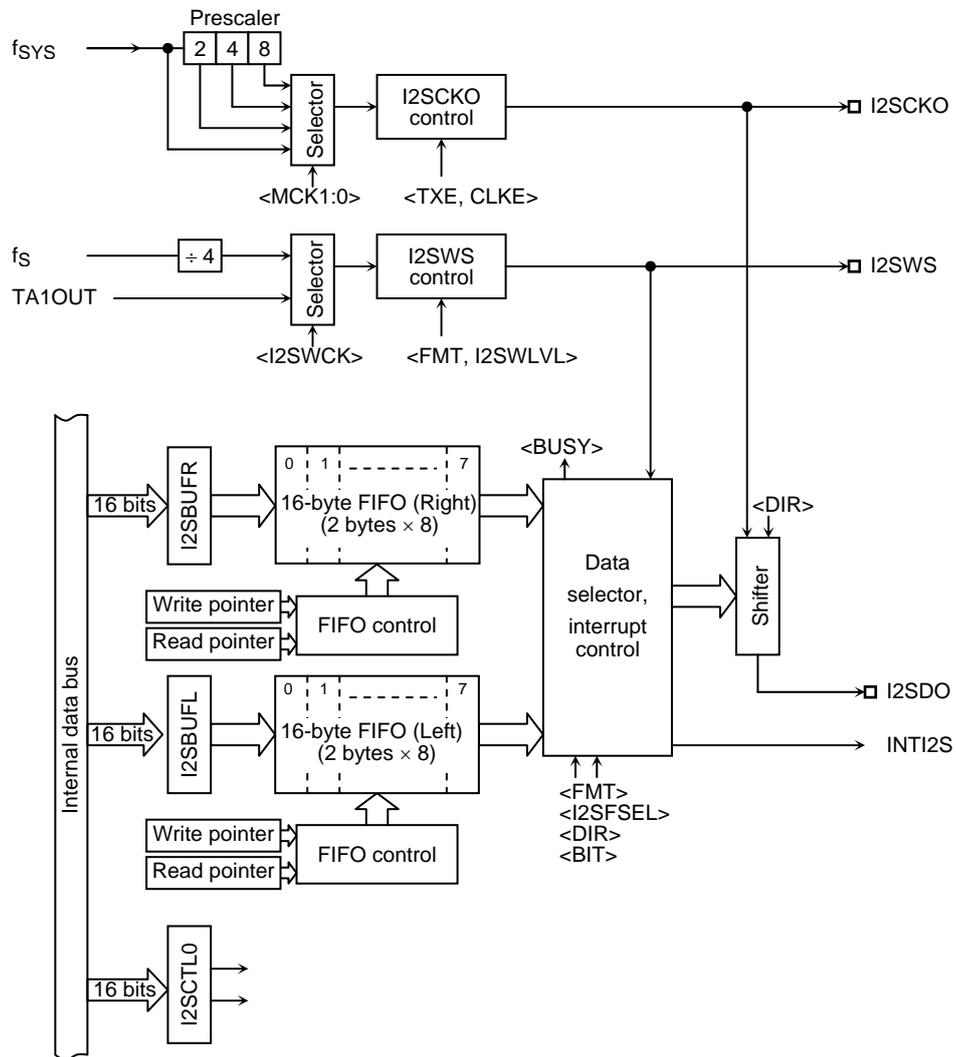 Prescaler
fSYS
2 4 8
Selector
I2SCKO
control
I2SCKO
<MCK1:0>
<TXE, CLKE>
fS
÷ 4
Selector
I2SWS
control
I2SWS
TA1OUT
<I2SWCK>
<FMT, I2SWLVL>
Internal data bus
16 bits
I2SBUFR
0 1 7
16-byte FIFO (Right)
(2 bytes × 8)
<BUSY>
<DIR>
Data
selector,
interrupt
control
Shifter
Write pointer
Read pointer
FIFO control
I2SDO
16 bits
I2SBUFL
0 1 7
16-byte FIFO (Left)
(2 bytes × 8)
INTI2S
<FMT>
<I2SFSEL>
<DIR>
<BIT>
Write pointer
Read pointer
FIFO control
16 bits
I2SCTL0